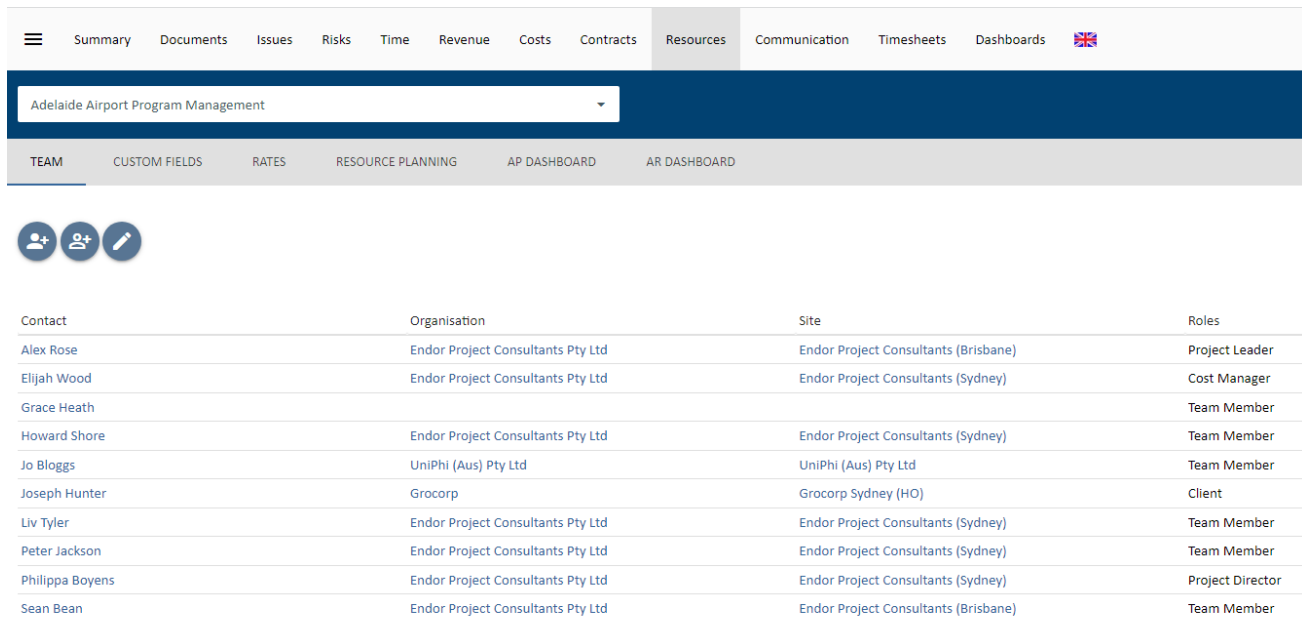 Summary Documents Issues Risks Time Revenue Costs Contracts Resources Communication Timesheets Dashboards
Adelaide Airport Program Management
TEAM CUSTOM FIELDS RATES RESOURCE PLANNING AP DASHBOARD AR DASHBOARD
Contact Organisation Site Roles
Alex Rose Endor Project Consultants Pty Ltd Endor Project Consultants (Brisbane) Project Leader
Elijah Wood Endor Project Consultants Pty Ltd Endor Project Consultants (Sydney) Cost Manager
Grace Heath Team Member
Howard Shore Endor Project Consultants Pty Ltd Endor Project Consultants (Sydney) Team Member
Jo Bloggs UniPhi (Aus) Pty Ltd UniPhi (Aus) Pty Ltd Team Member
Joseph Hunter Grocorp Grocorp Sydney (HO) Client
Liv Tyler Endor Project Consultants Pty Ltd Endor Project Consultants (Sydney) Team Member
Peter Jackson Endor Project Consultants Pty Ltd Endor Project Consultants (Sydney) Team Member
Philippa Boyens Endor Project Consultants Pty Ltd Endor Project Consultants (Sydney) Project Director
Sean Bean Endor Project Consultants Pty Ltd Endor Project Consultants (Brisbane) Team Member